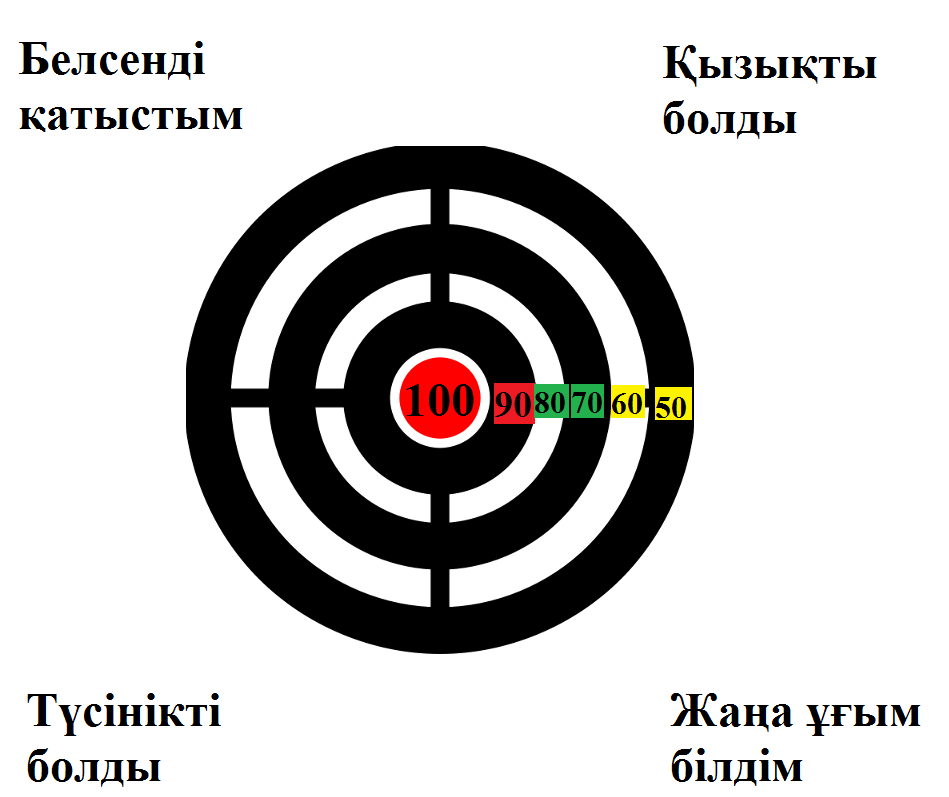 Белсенді
қатыстым
Қызықты
болды
100 90 80 70 60 50
Түсінікті
болды
Жаңа ұғым
білдім